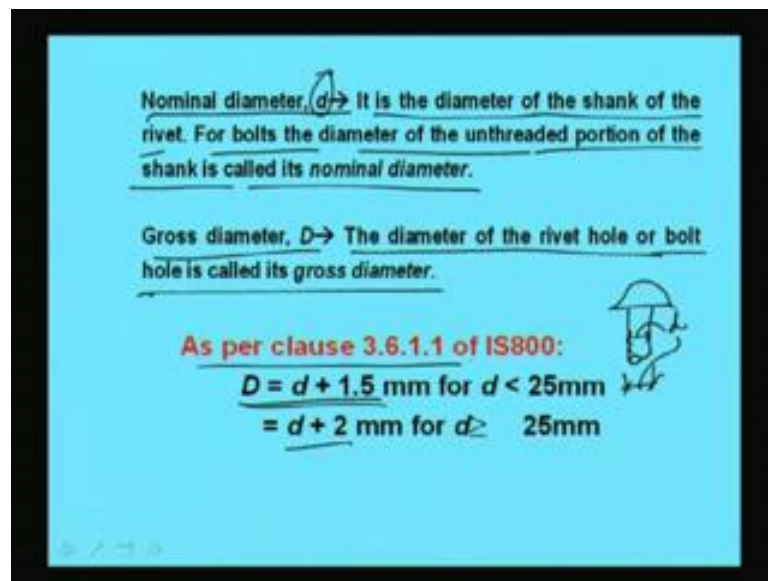 Nominal diameter, d→ It is the diameter of the shank of the
rivet. For bolts the diameter of the unthreaded portion of the
shank is called its nominal diameter.
Gross diameter, D→ The diameter of the rivet hole or bolt
hole is called its gross diameter.
As per clause 3.6.1.1 of IS800:
D = d + 1.5 mm for d < 25mm
= d + 2 mm for d≥ 25mm